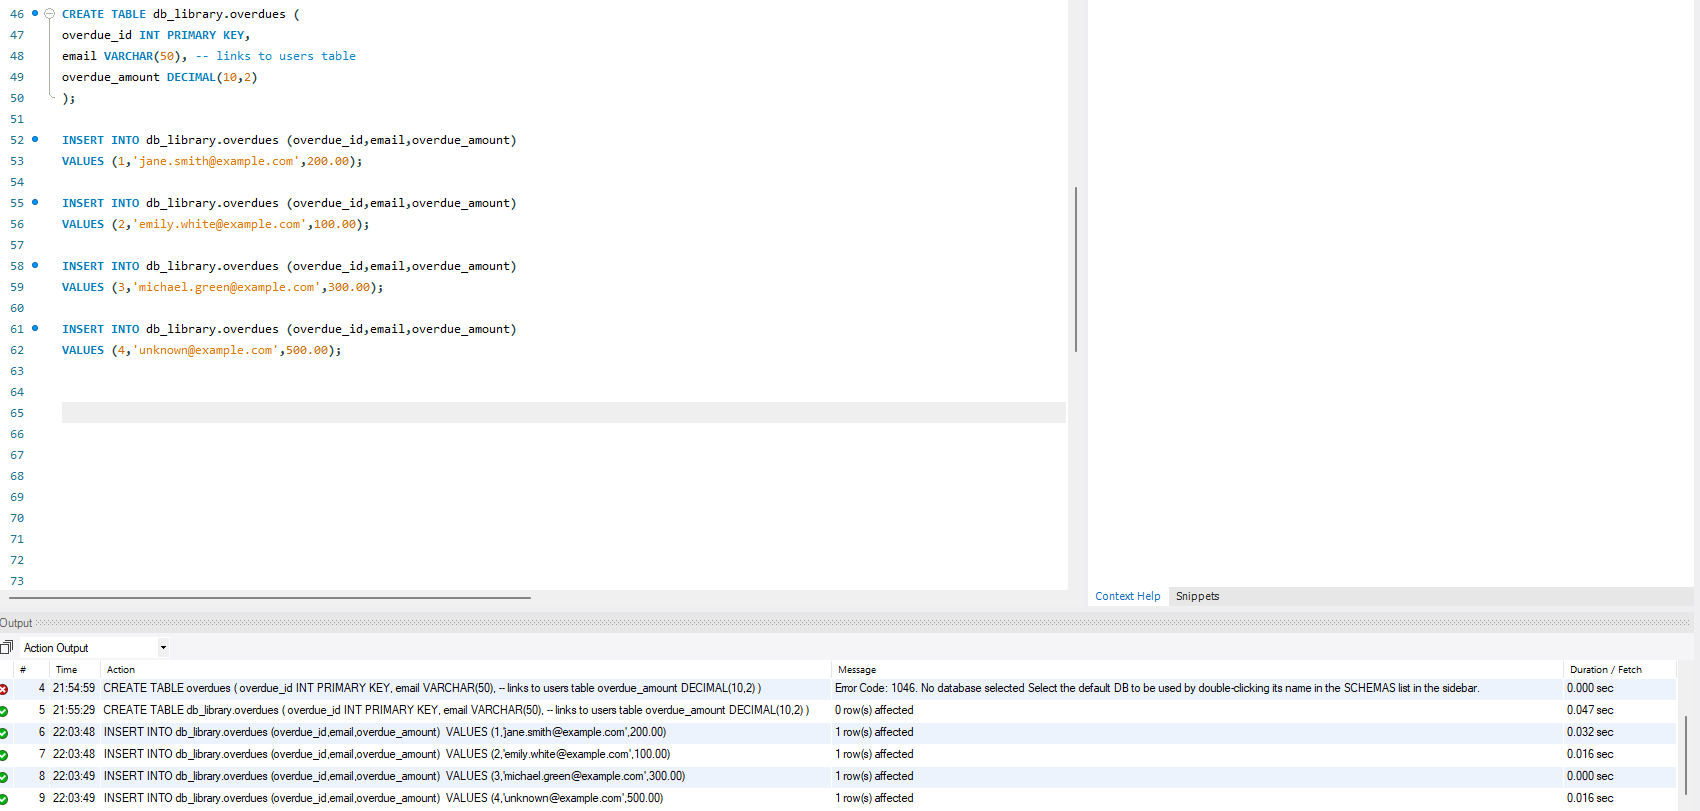 46 CREATE TABLE db_library.overdues (
47 overdue_id INT PRIMARY KEY,
48 email VARCHAR(50), -- links to users table
49 overdue_amount DECIMAL(10,2)
50 );
51
52 INSERT INTO db_library.overdues (overdue_id,email,overdue_amount)
53 VALUES (1,'jane.smith@example.com',200.00);
54
55 INSERT INTO db_library.overdues (overdue_id,email,overdue_amount)
56 VALUES (2,'emily.white@example.com',100.00);
57
58 INSERT INTO db_library.overdues (overdue_id,email,overdue_amount)
59 VALUES (3,'michael.green@example.com',300.00);
60
61 INSERT INTO db_library.overdues (overdue_id,email,overdue_amount)
62 VALUES (4,'unknown@example.com',500.00);
63
64
65
66
67
68
69
70
71
72
73
Context Help Snippets
Output
Action Output
# Time Action Message Duration / Fetch
4 21:54:59 CREATE TABLE overdues ( overdue_id INT PRIMARY KEY, email VARCHAR(50), -- links to users table overdue_amount DECIMAL(10,2) ) Error Code: 1046. No database selected Select the default DB to be used by double-clicking its name in the SCHEMAS list in the sidebar. 0.000 sec
5 21:55:29 CREATE TABLE db_library.overdues ( overdue_id INT PRIMARY KEY, email VARCHAR(50), -- links to users table overdue_amount DECIMAL(10,2) ) 0 row(s) affected 0.047 sec
6 22:03:48 INSERT INTO db_library.overdues (overdue_id,email,overdue_amount) VALUES (1,'jane.smith@example.com',200.00) 1 row(s) affected 0.032 sec
7 22:03:48 INSERT INTO db_library.overdues (overdue_id,email,overdue_amount) VALUES (2,'emily.white@example.com',100.00) 1 row(s) affected 0.016 sec
8 22:03:49 INSERT INTO db_library.overdues (overdue_id,email,overdue_amount) VALUES (3,'michael.green@example.com',300.00) 1 row(s) affected 0.000 sec
9 22:03:49 INSERT INTO db_library.overdues (overdue_id,email,overdue_amount) VALUES (4,'unknown@example.com',500.00) 1 row(s) affected 0.016 sec